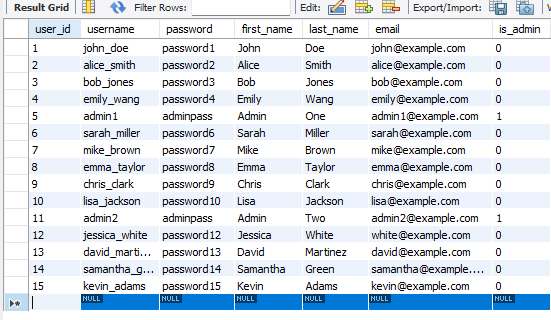 Result Grid Filter Rows: Edit: Export/Import:
user_id username password first_name last_name email is_admin
1 john_doe password1 John Doe john@example.com 0
2 alice_smith password2 Alice Smith alice@example.com 0
3 bob_jones password3 Bob Jones bob@example.com 0
4 emily_wang password4 Emily Wang emily@example.com 0
5 admin1 adminpass Admin One admin1@example.com 1
6 sarah_miller password6 Sarah Miller sarah@example.com 0
7 mike_brown password7 Mike Brown mike@example.com 0
8 emma_taylor password8 Emma Taylor emma@example.com 0
9 chris_clark password9 Chris Clark chris@example.com 0
10 lisa_jackson password10 Lisa Jackson lisa@example.com 0
11 admin2 adminpass Admin Two admin2@example.com 1
12 jessica_white password12 Jessica White white@example.com 0
13 david_marti... password13 David Martinez david@example.com 0
14 samantha_g... password14 Samantha Green samantha@example.... 0
15 kevin_adams password15 Kevin Adams kevin@example.com 0
NULL NULL NULL NULL NULL NULL